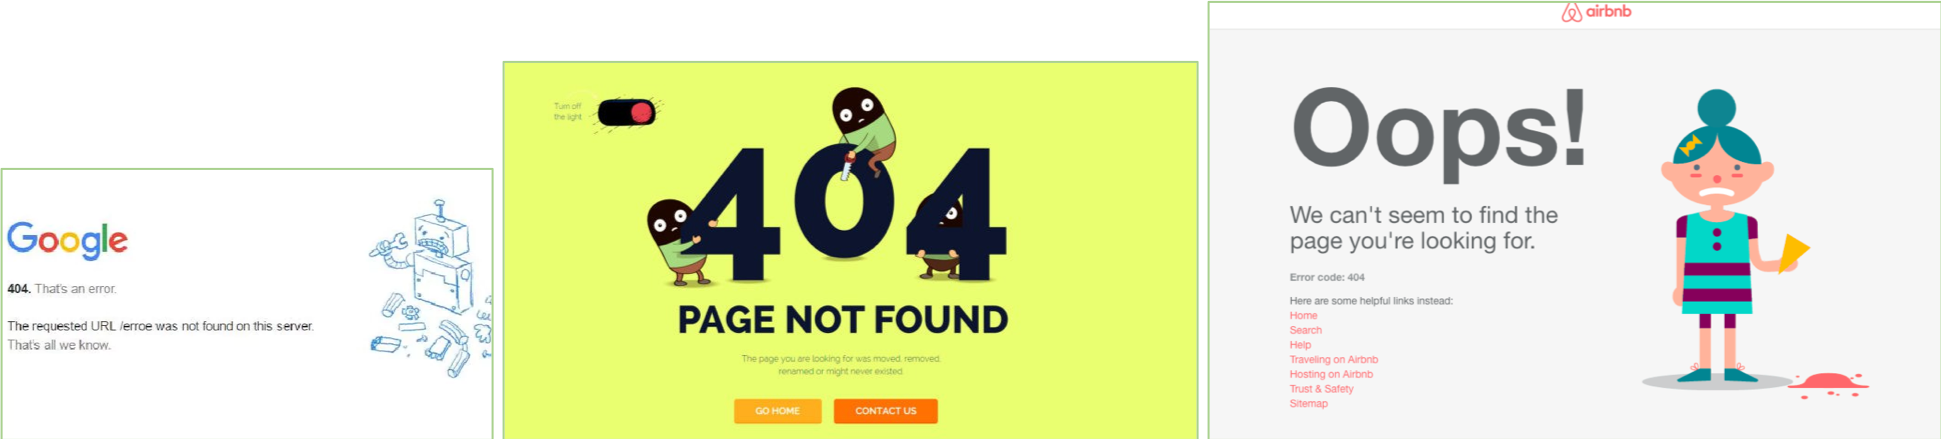 Google
404. That's an error.
The requested URL /erroe was not found on this server.
That's all we know.
Turn off
the light
404
PAGE NOT FOUND
The page you are looking for was moved, removed,
renamed or might never existed.
GO HOME
CONTACT US
airbnb
Oops!
We can't seem to find the
page you're looking for.
Error code: 404
Here are some helpful links instead:
Home
Search
Help
Traveling on Airbnb
Hosting on Airbnb
Trust & Safety
Sitemap